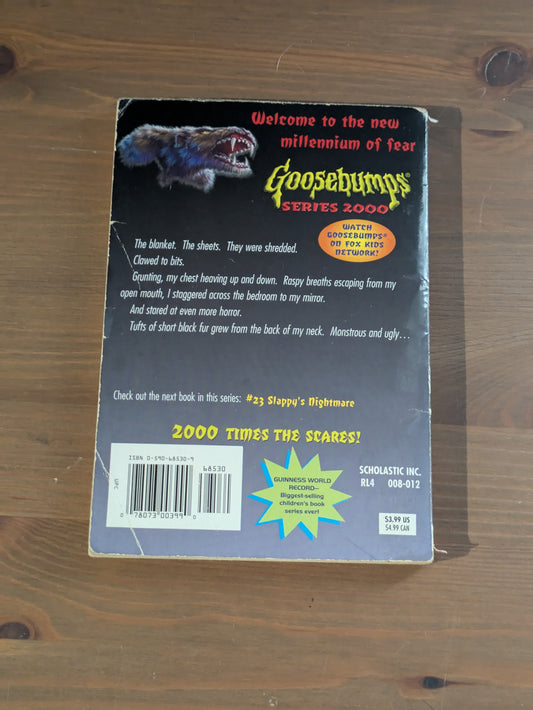 Welcome to the new
millennium of fear
Goosebumps®
SERIES 2000
WATCH
GOOSEBUMPS®
ON FOX KIDS
NETWORK!
The blanket. The sheets. They were shredded.
Clawed to bits.
Grunting, my chest heaving up and down. Raspy breaths escaping from my
open mouth, I staggered across the bedroom to my mirror.
And stared at even more horror.
Tufts of short black fur grew from the back of my neck. Monstrous and ugly...
Check out the next book in this series: #23 Slappy's Nightmare
2000 TIMES THE SCARES!
ISBN 0-590-68530-9
68530
UPC
0 78073 00399 0
GUINNESS WORLD
RECORD—
Biggest-selling
children's book
series ever!
SCHOLASTIC INC.
RL4 008-012
$3.99 US
$4.99 CAN